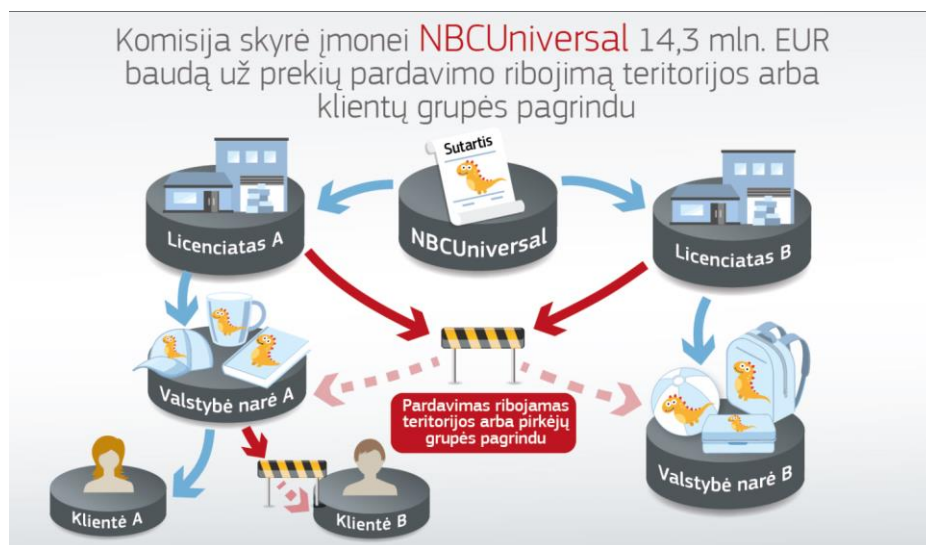 Komisija skyrė įmonei NBCUniversal 14,3 mln. EUR
baudą už prekių pardavimo ribojimą teritorijos arba
klientų grupės pagrindu
Sutartis
Licenciatas A
NBCUniversal
Licenciatas B
Valstybė narė A
Pardavimas ribojamas
teritorijos arba pirkėjų
grupės pagrindu
Valstybė narė B
Klientė A
Klientė B